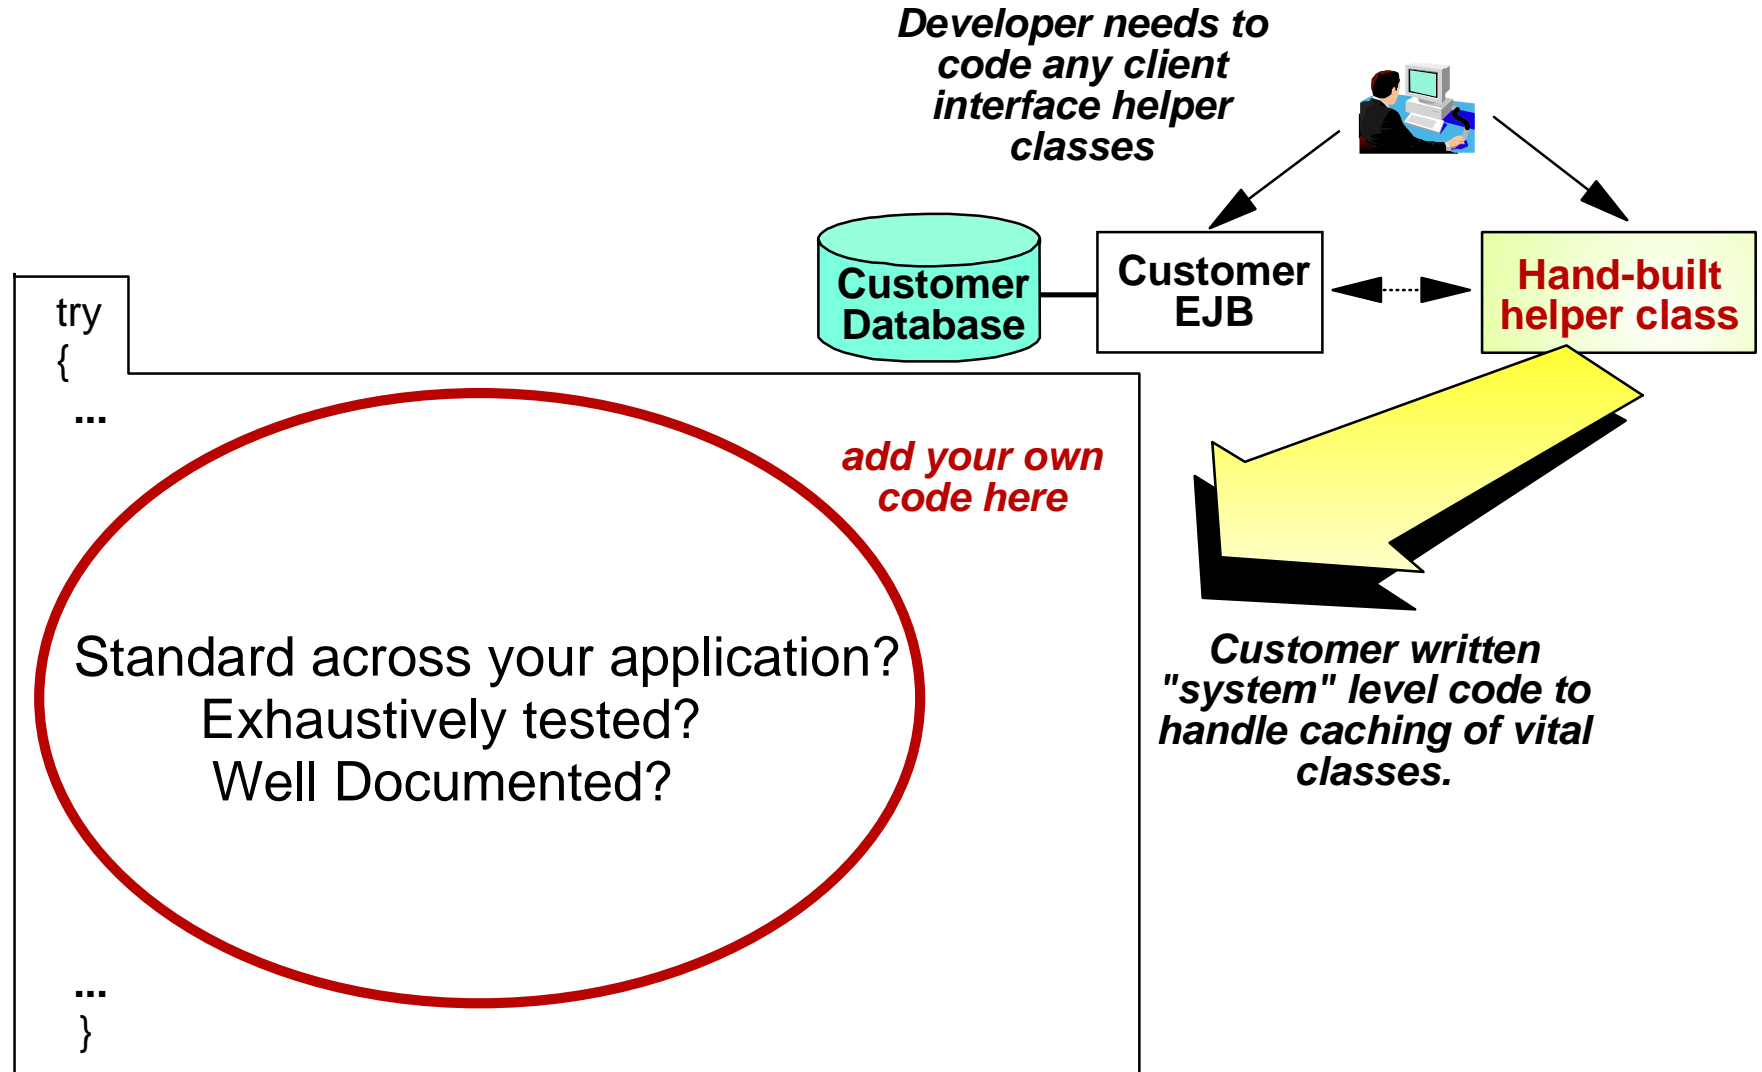 Developer needs to
code any client
interface helper
classes
Customer
Database
Customer
EJB
Hand-built
helper class
try
{
...
add your own
code here
Standard across your application?
Exhaustively tested?
Well Documented?
...
}
Customer written
"system" level code to
handle caching of vital
classes.